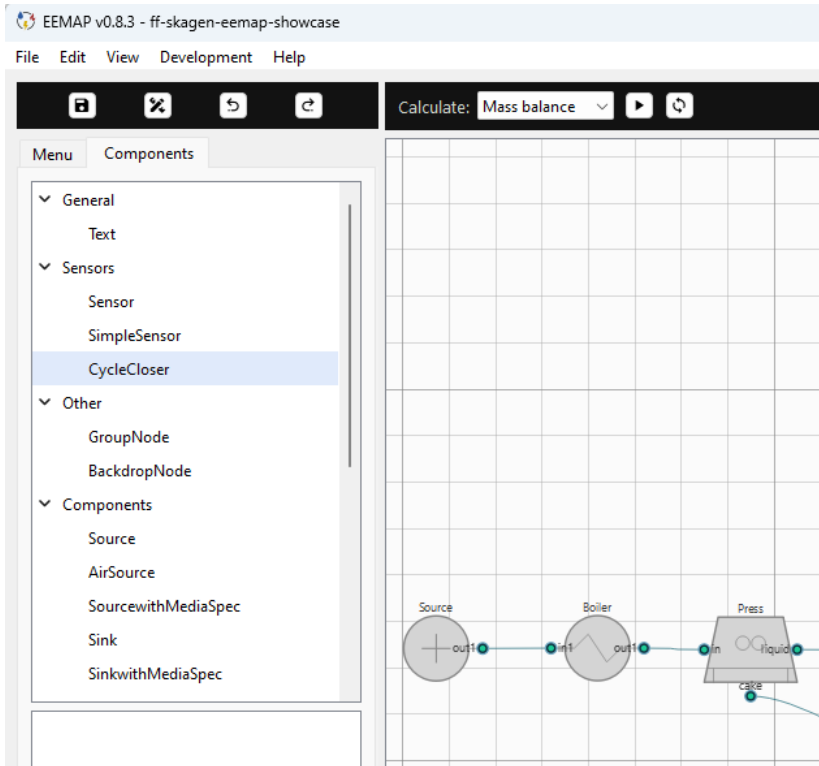 EEMAP v0.8.3 - ff-skagen-eemap-showcase
File Edit View Development Help
Calculate: Mass balance
Menu Components
General
Text
Sensors
Sensor
SimpleSensor
CycleCloser
Other
GroupNode
BackdropNode
Components
Source
AirSource
SourcewithMediaSpec
Sink
SinkwithMediaSpec
Source Boiler Press
out1 in1 out1 in liquid
cake